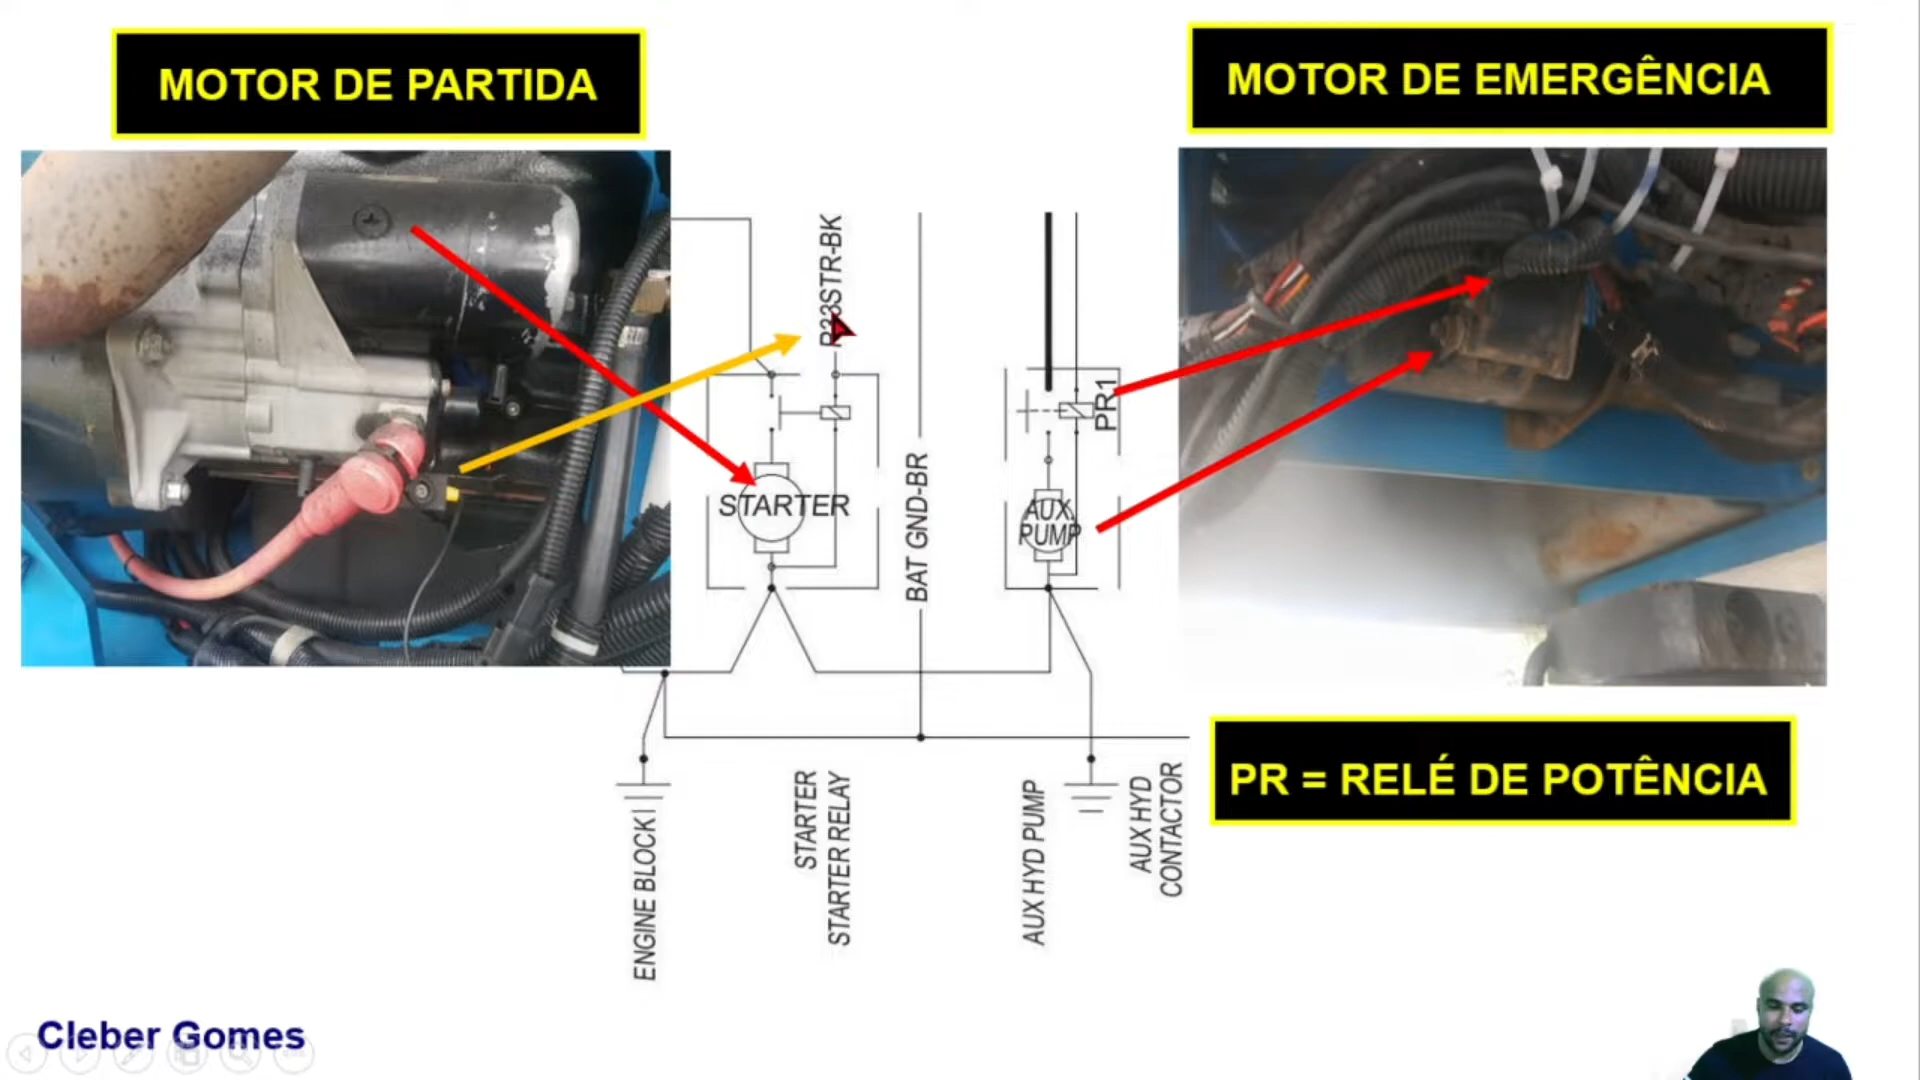 MOTOR DE PARTIDA
MOTOR DE EMERGÊNCIA
P33STR-BK
PR1
STARTER
BAT GND-BR
AUX.
PUMP
PR = RELÉ DE POTÊNCIA
ENGINE BLOCK
STARTER
STARTER RELAY
AUX HYD PUMP
AUX HYD
CONTACTOR
Cleber Gomes